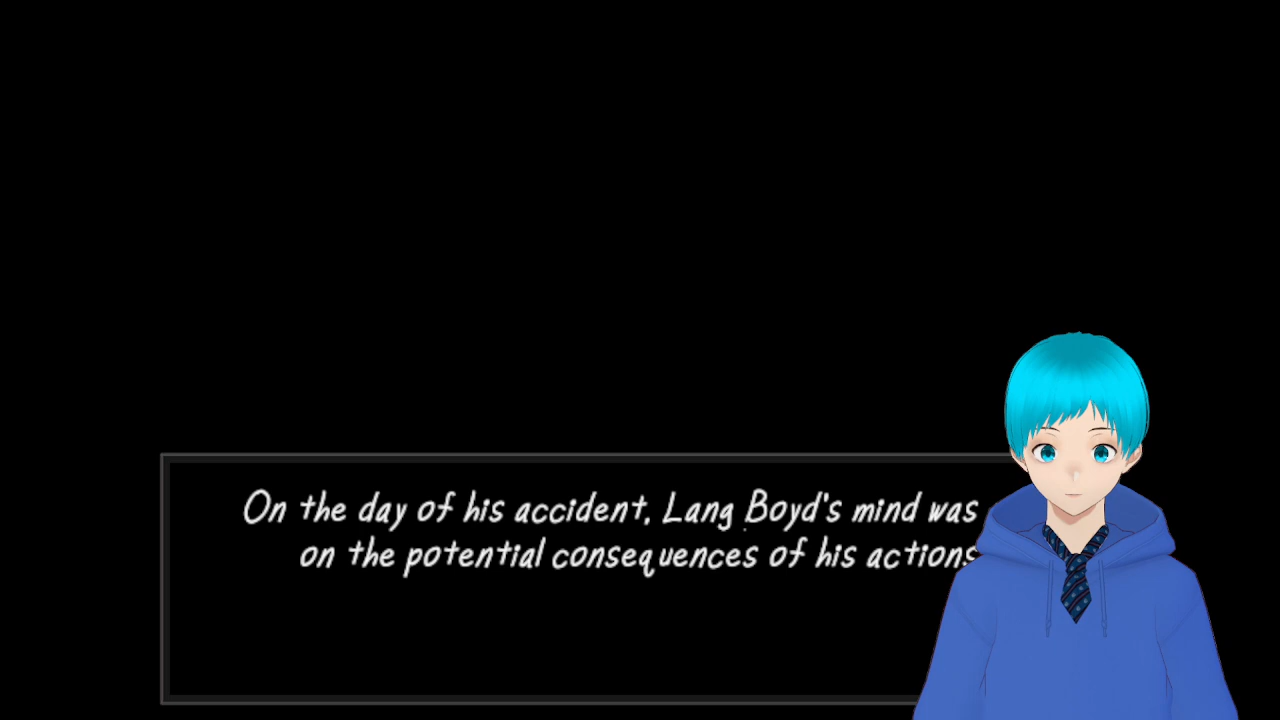 On the day of his accident, Lang Boyd's mind was
on the potential consequences of his actions